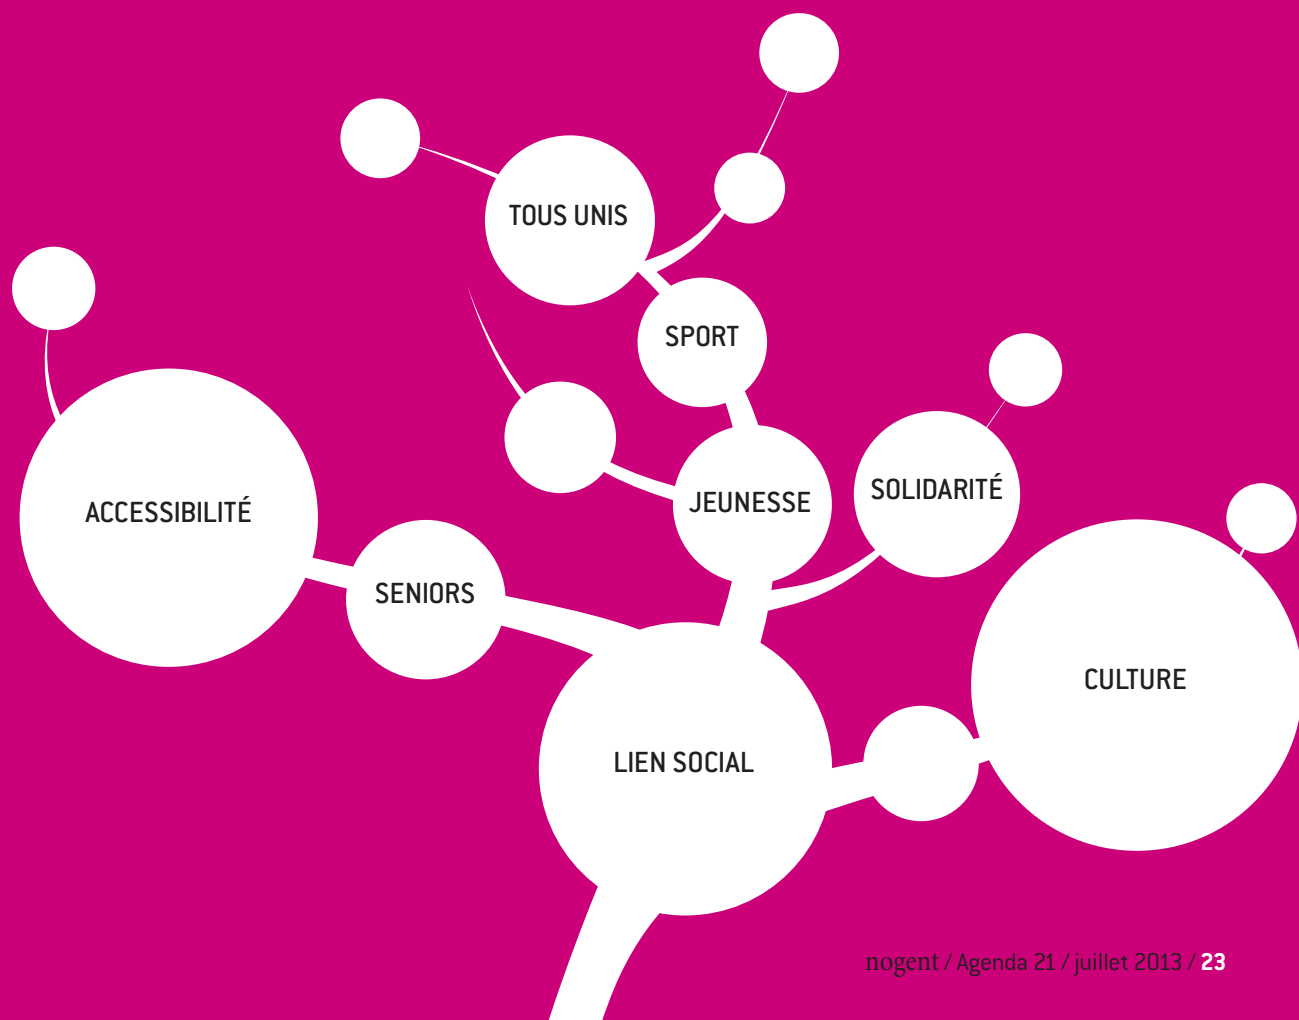 TOUS UNIS
SPORT
SOLIDARITÉ
JEUNESSE
ACCESSIBILITÉ
SENIORS
CULTURE
LIEN SOCIAL
nogent / Agenda 21 / juillet 2013 / 23